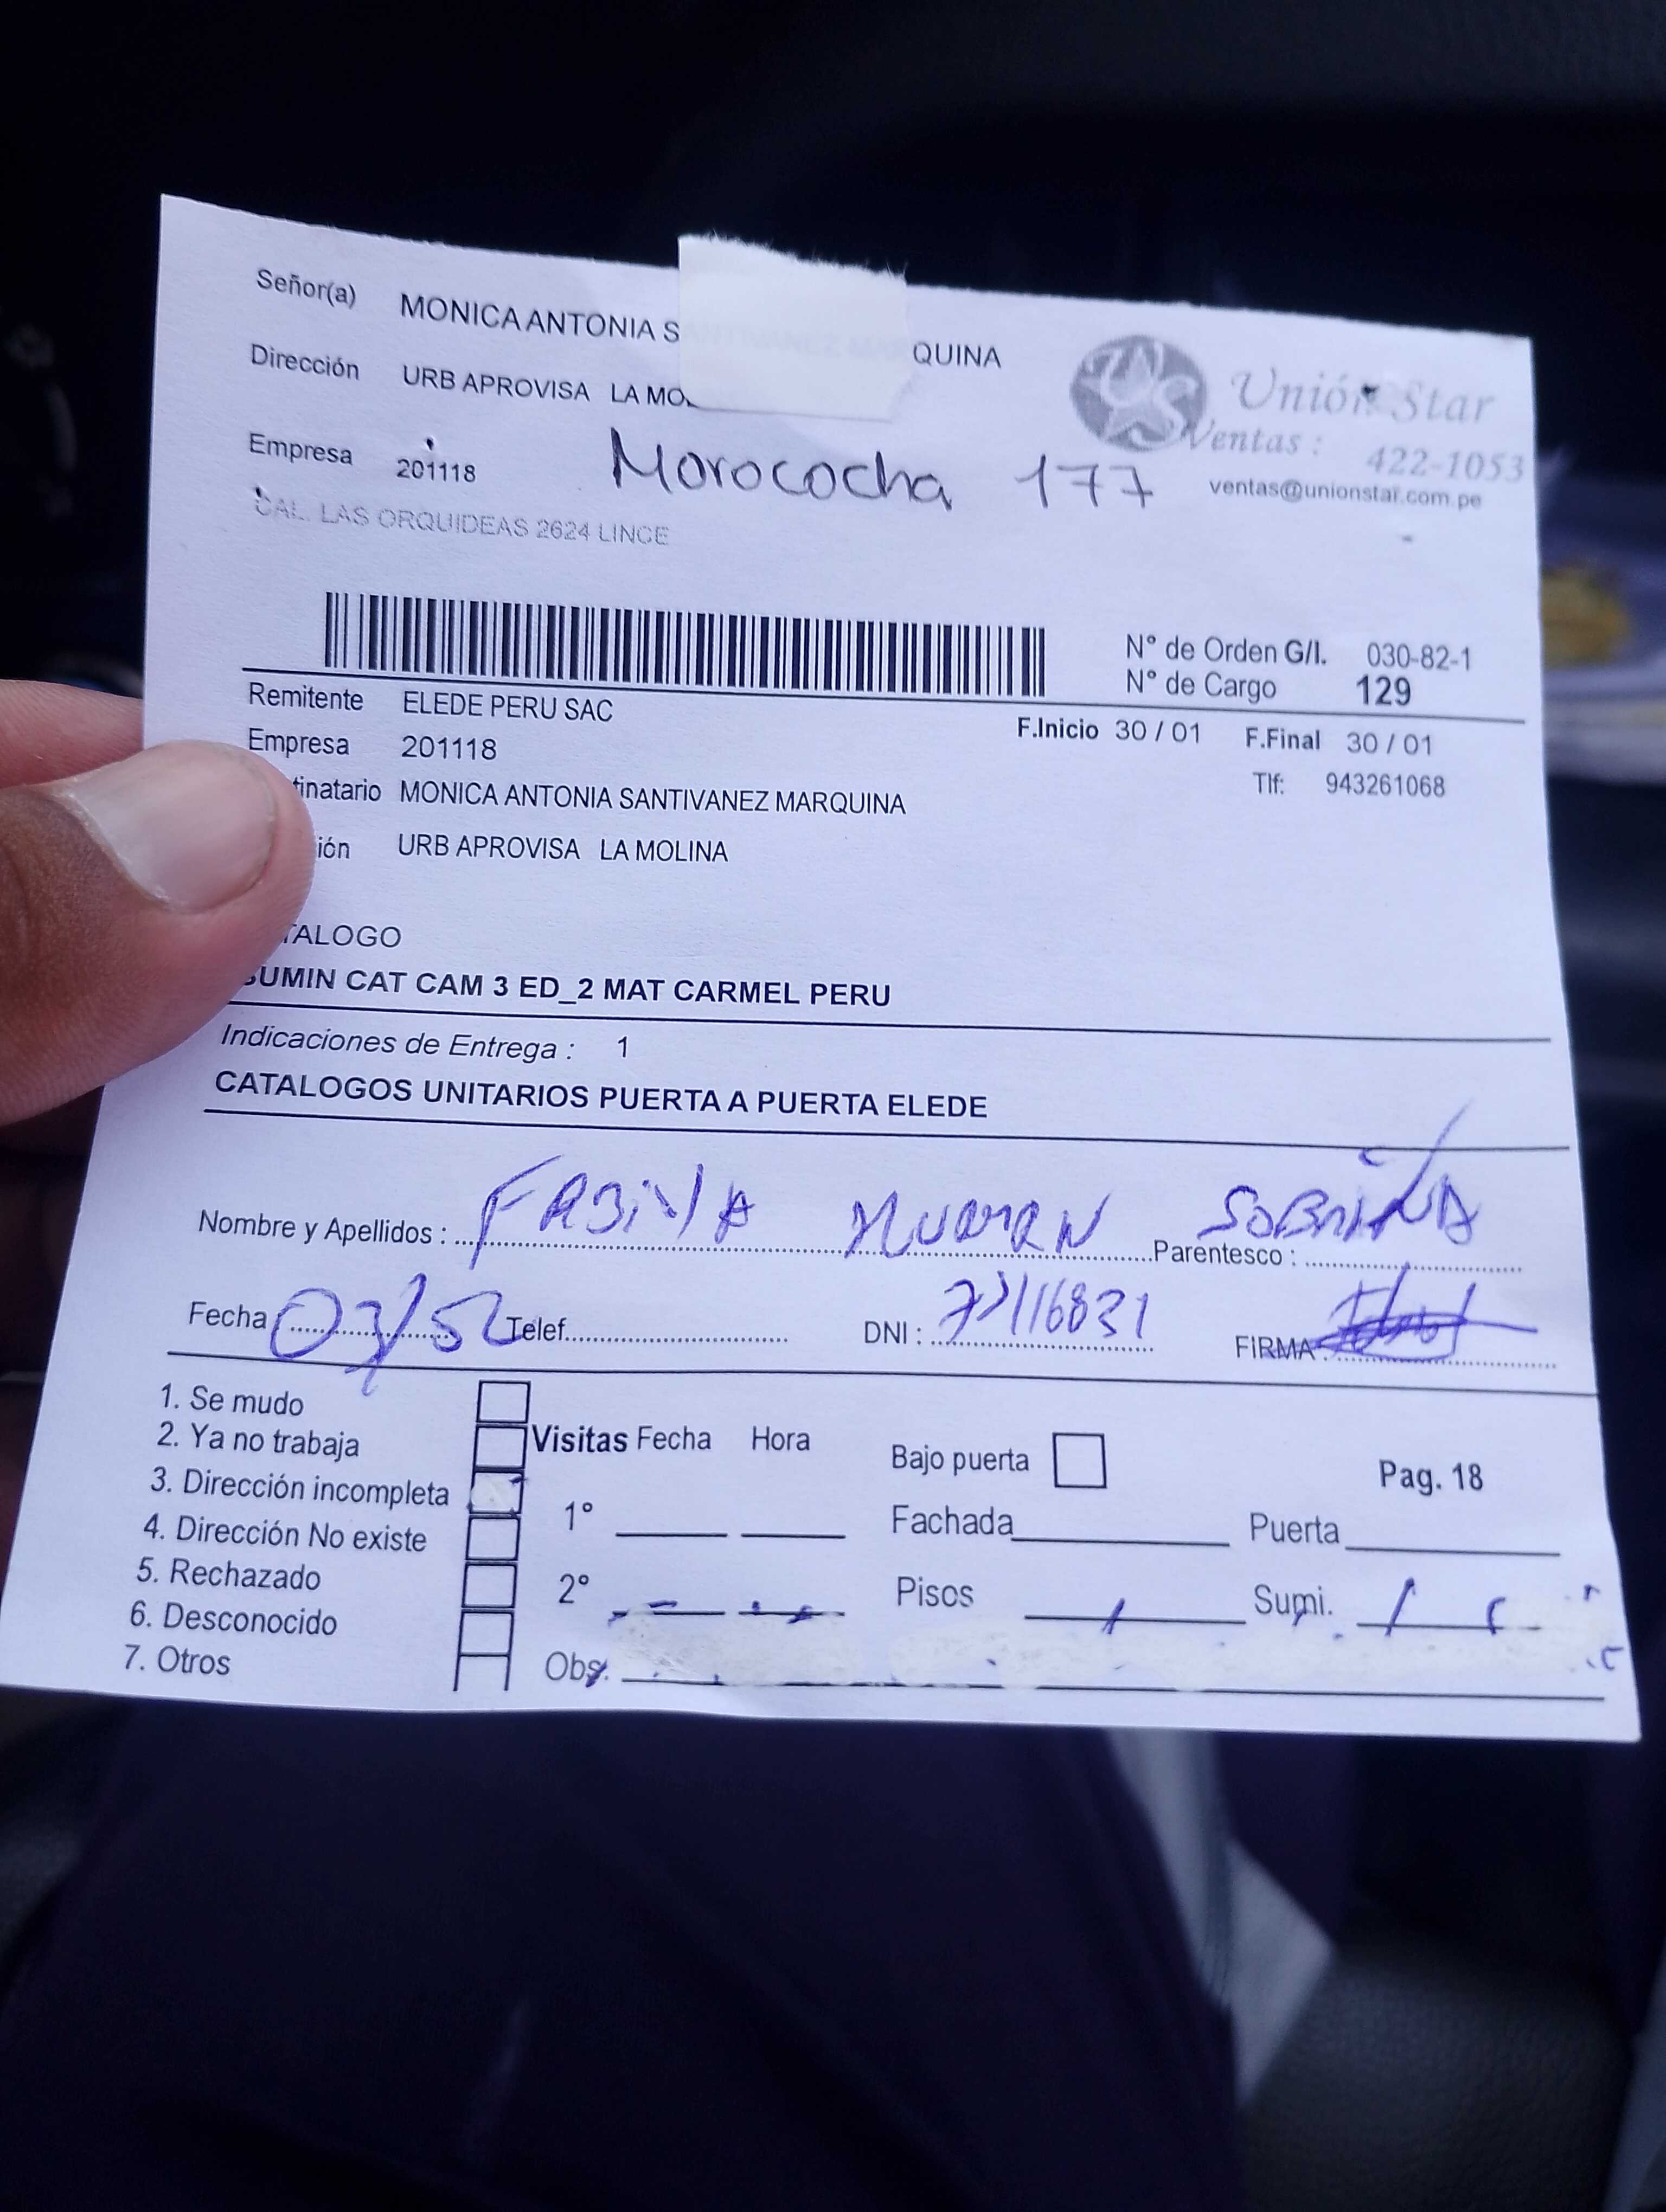 Señor(a) MONICA ANTONIA S QUINA
Dirección URB APROVISA LA MO
Unión Star
Ventas : 422-1053
ventas@unionstar.com.pe
Empresa 201118 Morococha 177
CAL. LAS ORQUIDEAS 2624 LINCE
N° de Orden G/I. 030-82-1
N° de Cargo 129
Remitente ELEDE PERU SAC
F.Inicio 30 / 01 F.Final 30 / 01
Empresa 201118
Tlf: 943261068
tinatario MONICA ANTONIA SANTIVANEZ MARQUINA
ión URB APROVISA LA MOLINA
TALOGO
SUMIN CAT CAM 3 ED_2 MAT CARMEL PERU
Indicaciones de Entrega : 1
CATALOGOS UNITARIOS PUERTA A PUERTA ELEDE
Nombre y Apellidos : Parentesco : SOBRIÑA
Fecha Telef. DNI : 77116831 FIRMA :
1. Se mudo
2. Ya no trabaja
3. Dirección incompleta
4. Dirección No existe
5. Rechazado
6. Desconocido
7. Otros
Visitas Fecha Hora
1°
2°
Obs.
Bajo puerta
Pag. 18
Fachada Puerta
Pisos Sumi.